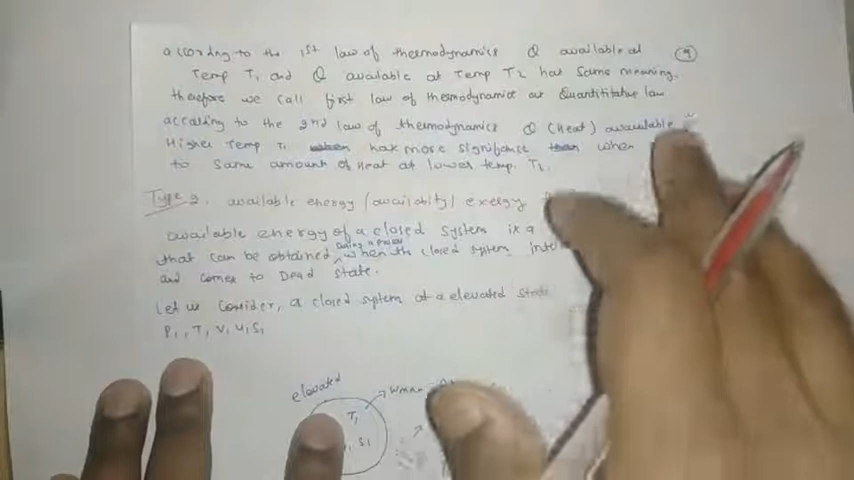 according to the 1st law of thermodynamics Q available at
Temp T1 and Q available at Temp T2 has same meaning.
therefore we call first law of thermodynamics as Quantitative law
according to the 2nd law of thermodynamics Q (Heat) available
Higher Temp T1 has more significance when
to same amount of Heat at lower temp. T2.
Type 2. available energy / availability / exergy
available energy of a closed system is a
that can be obtained when the closed system
and comes to Dead state.
Let us consider, a closed system at a elevated state
P1, T1 V1 U1 S1
elevated
Wmax
T1
S1